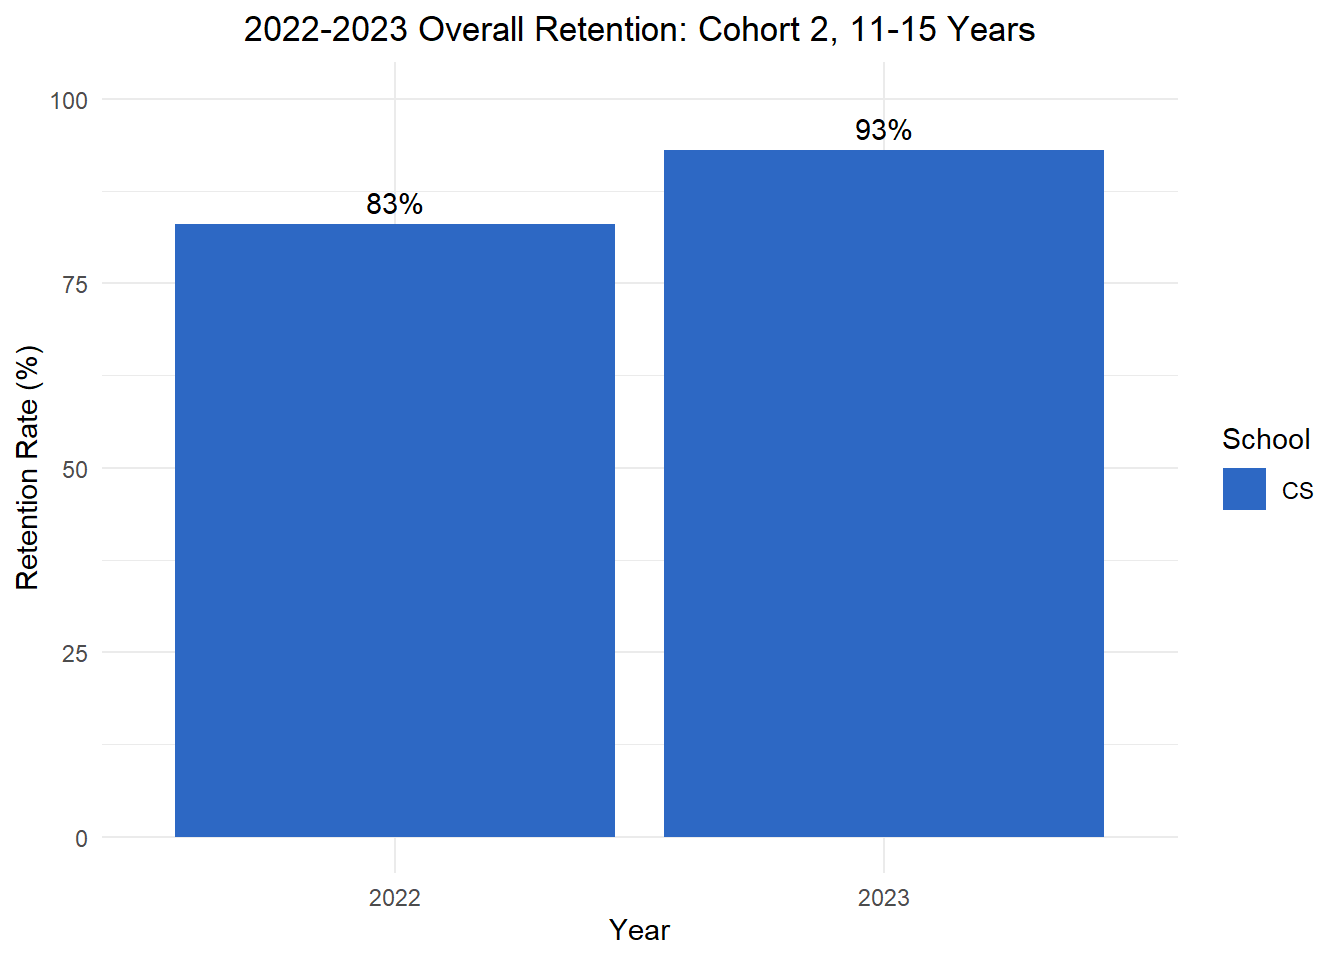 2022-2023 Overall Retention: Cohort 2, 11-15 Years
100
75
50
25
0
Retention Rate (%)
83%
93%
2022
2023
Year
School
CS